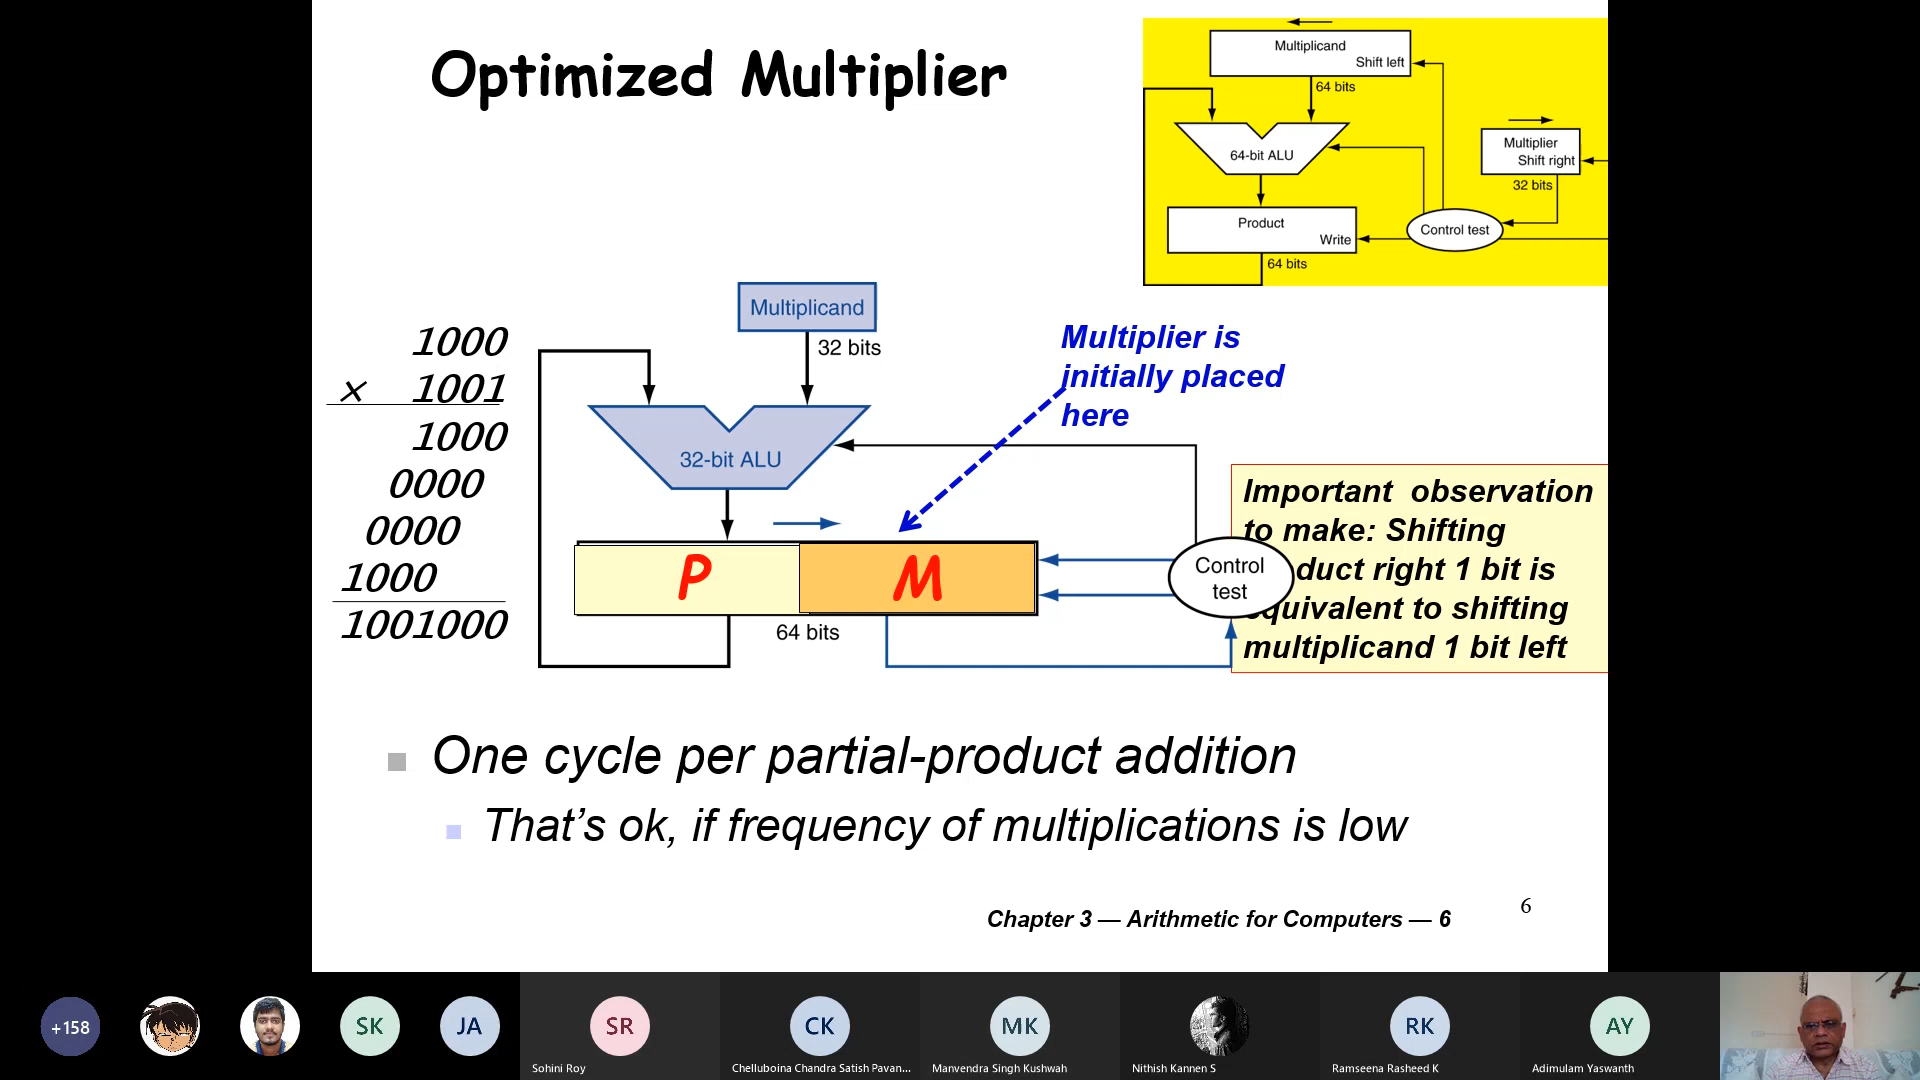 Optimized Multiplier
Multiplicand
Shift left
64 bits
64-bit ALU
Multiplier
Shift right
32 bits
Product
Write
Control test
64 bits
1000
× 1001
1000
0000
0000
1000
1001000
Multiplicand
32 bits
32-bit ALU
P
M
64 bits
Multiplier is
initially placed
here
Control
test
Important observation
to make: Shifting
duct right 1 bit is
equivalent to shifting
multiplicand 1 bit left
One cycle per partial-product addition
That's ok, if frequency of multiplications is low
Chapter 3 — Arithmetic for Computers — 6
6
+158
SK
JA
SR
CK
MK
RK
AY
Sohini Roy
Chelluboina Chandra Satish Pavan...
Manvendra Singh Kushwah
Nithish Kannen S
Ramseena Rasheed K
Adimulam Yaswanth